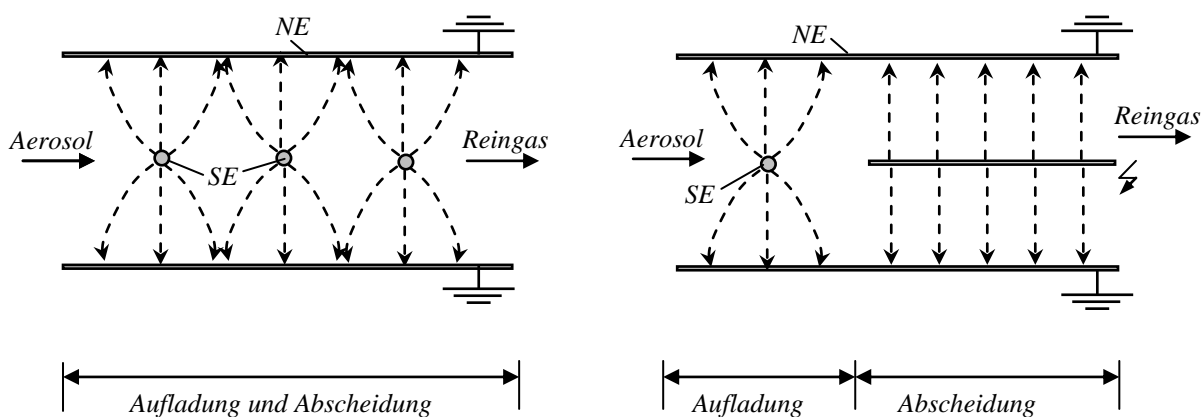 NE
Aerosol
Reingas
SE
Aufladung und Abscheidung
NE
Reingas
Aerosol
SE
Aufladung
Abscheidung